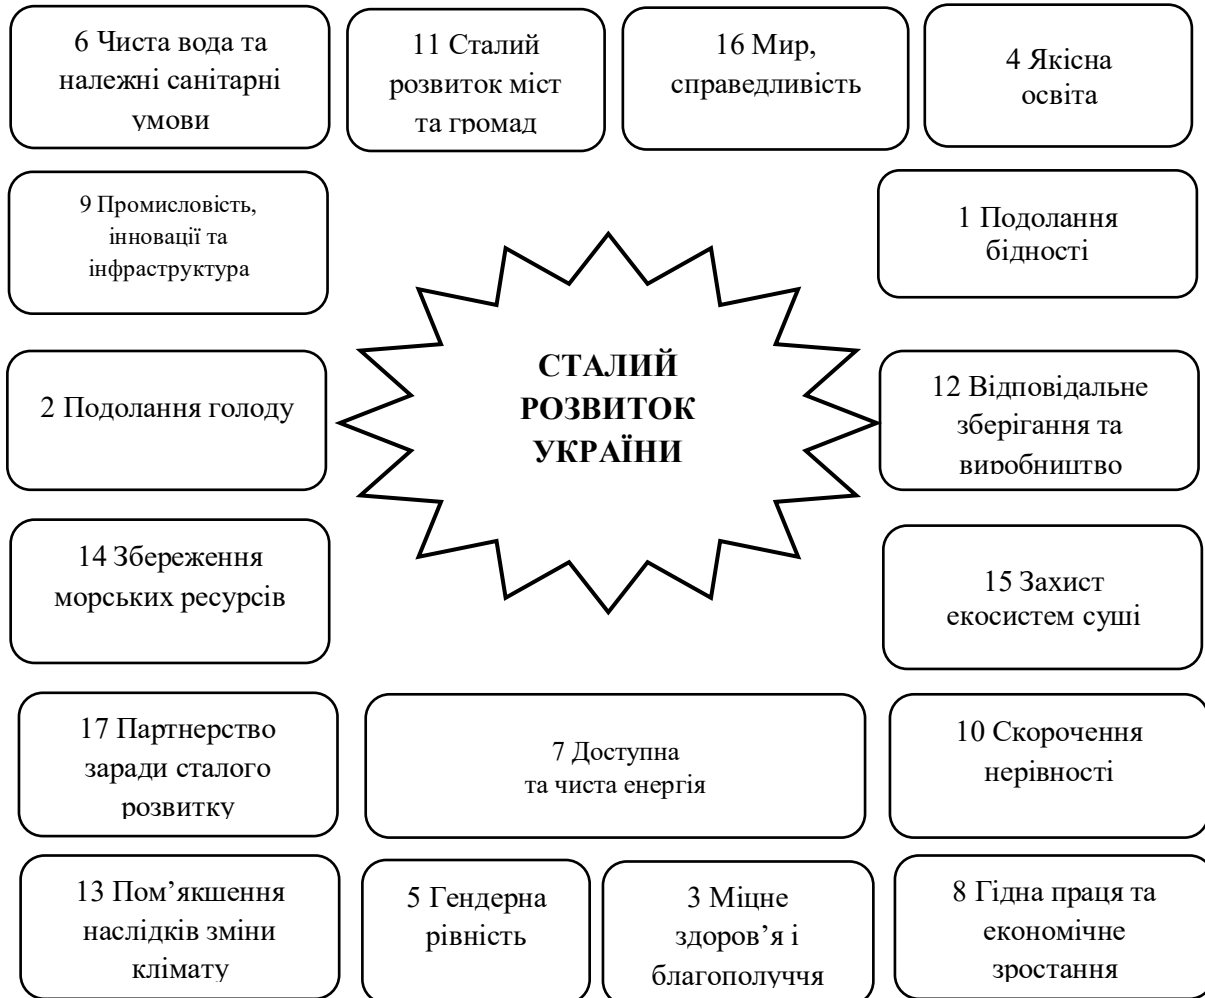 6 Чиста вода та
належні санітарні
умови
11 Сталий
розвиток міст
та громад
16 Мир,
справедливість
4 Якісна
освіта
9 Промисловість,
інновації та
інфраструктура
1 Подолання
бідності
СТАЛИЙ
РОЗВИТОК
УКРАЇНИ
2 Подолання голоду
12 Відповідальне
зберігання та
виробництво
14 Збереження
морських ресурсів
15 Захист
екосистем суші
17 Партнерство
заради сталого
розвитку
7 Доступна
та чиста енергія
10 Скорочення
нерівності
13 Пом’якшення
наслідків зміни
клімату
5 Гендерна
рівність
3 Міцне
здоров’я і
благополуччя
8 Гідна праця та
економічне
зростання